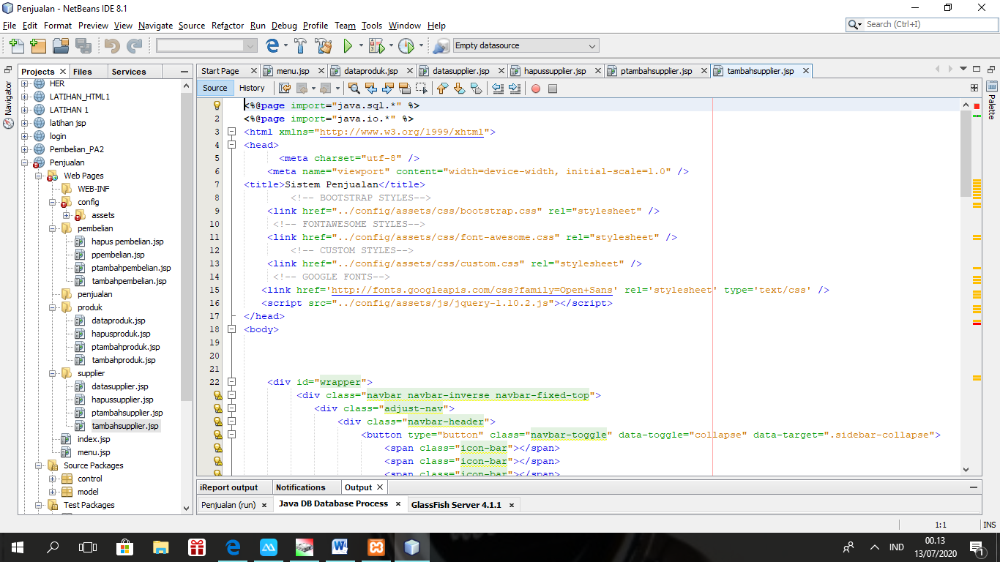 Penjualan - NetBeans IDE 8.1
File Edit Format Preview View Navigate Source Refactor Run Debug Profile Team Tools Window Help
Search (Ctrl+I)
Empty datasource
Projects Files Services
Start Page menu.jsp dataproduk.jsp datasupplier.jsp hapussupplier.jsp ptambahsupplier.jsp tambahsupplier.jsp
Navigator
Palette
Source History
HER
LATIHAN_HTML1
LATIHAN 1
latihan jsp
login
Pembelian_PA2
Penjualan
Web Pages
WEB-INF
config
assets
pembelian
hapus pembelian.jsp
ppembelian.jsp
ptambahpembelian.jsp
tambahpembelian.jsp
penjualan
produk
dataproduk.jsp
hapusproduk.jsp
ptambahproduk.jsp
tambahproduk.jsp
supplier
datasupplier.jsp
hapussupplier.jsp
ptambahsupplier.jsp
tambahsupplier.jsp
index.jsp
menu.jsp
Source Packages
control
model
Test Packages
<%@page import="java.sql.*" %>
2 <%@page import="java.io.*" %>
3 <html xmlns="http://www.w3.org/1999/xhtml">
4 <head>
5 <meta charset="utf-8" />
6 <meta name="viewport" content="width=device-width, initial-scale=1.0" />
7 <title>Sistem Penjualan</title>
8 <!-- BOOTSTRAP STYLES-->
9 <link href="../config/assets/css/bootstrap.css" rel="stylesheet" />
10 <!-- FONTAWESOME STYLES-->
11 <link href="../config/assets/css/font-awesome.css" rel="stylesheet" />
12 <!-- CUSTOM STYLES-->
13 <link href="../config/assets/css/custom.css" rel="stylesheet" />
14 <!-- GOOGLE FONTS-->
15 <link href='http://fonts.googleapis.com/css?family=Open+Sans' rel='stylesheet' type='text/css' />
16 <script src="../config/assets/js/jquery-1.10.2.js"></script>
17 </head>
18 <body>
19
20
21
22 <div id="wrapper">
<div class="navbar navbar-inverse navbar-fixed-top">
<div class="adjust-nav">
<div class="navbar-header">
<button type="button" class="navbar-toggle" data-toggle="collapse" data-target=".sidebar-collapse">
<span class="icon-bar"></span>
<span class="icon-bar"></span>
<span class="icon-bar"></span>
iReport output Notifications Output
Penjualan (run) Java DB Database Process GlassFish Server 4.1.1
1:1 INS
IND
00.13
13/07/2020
1